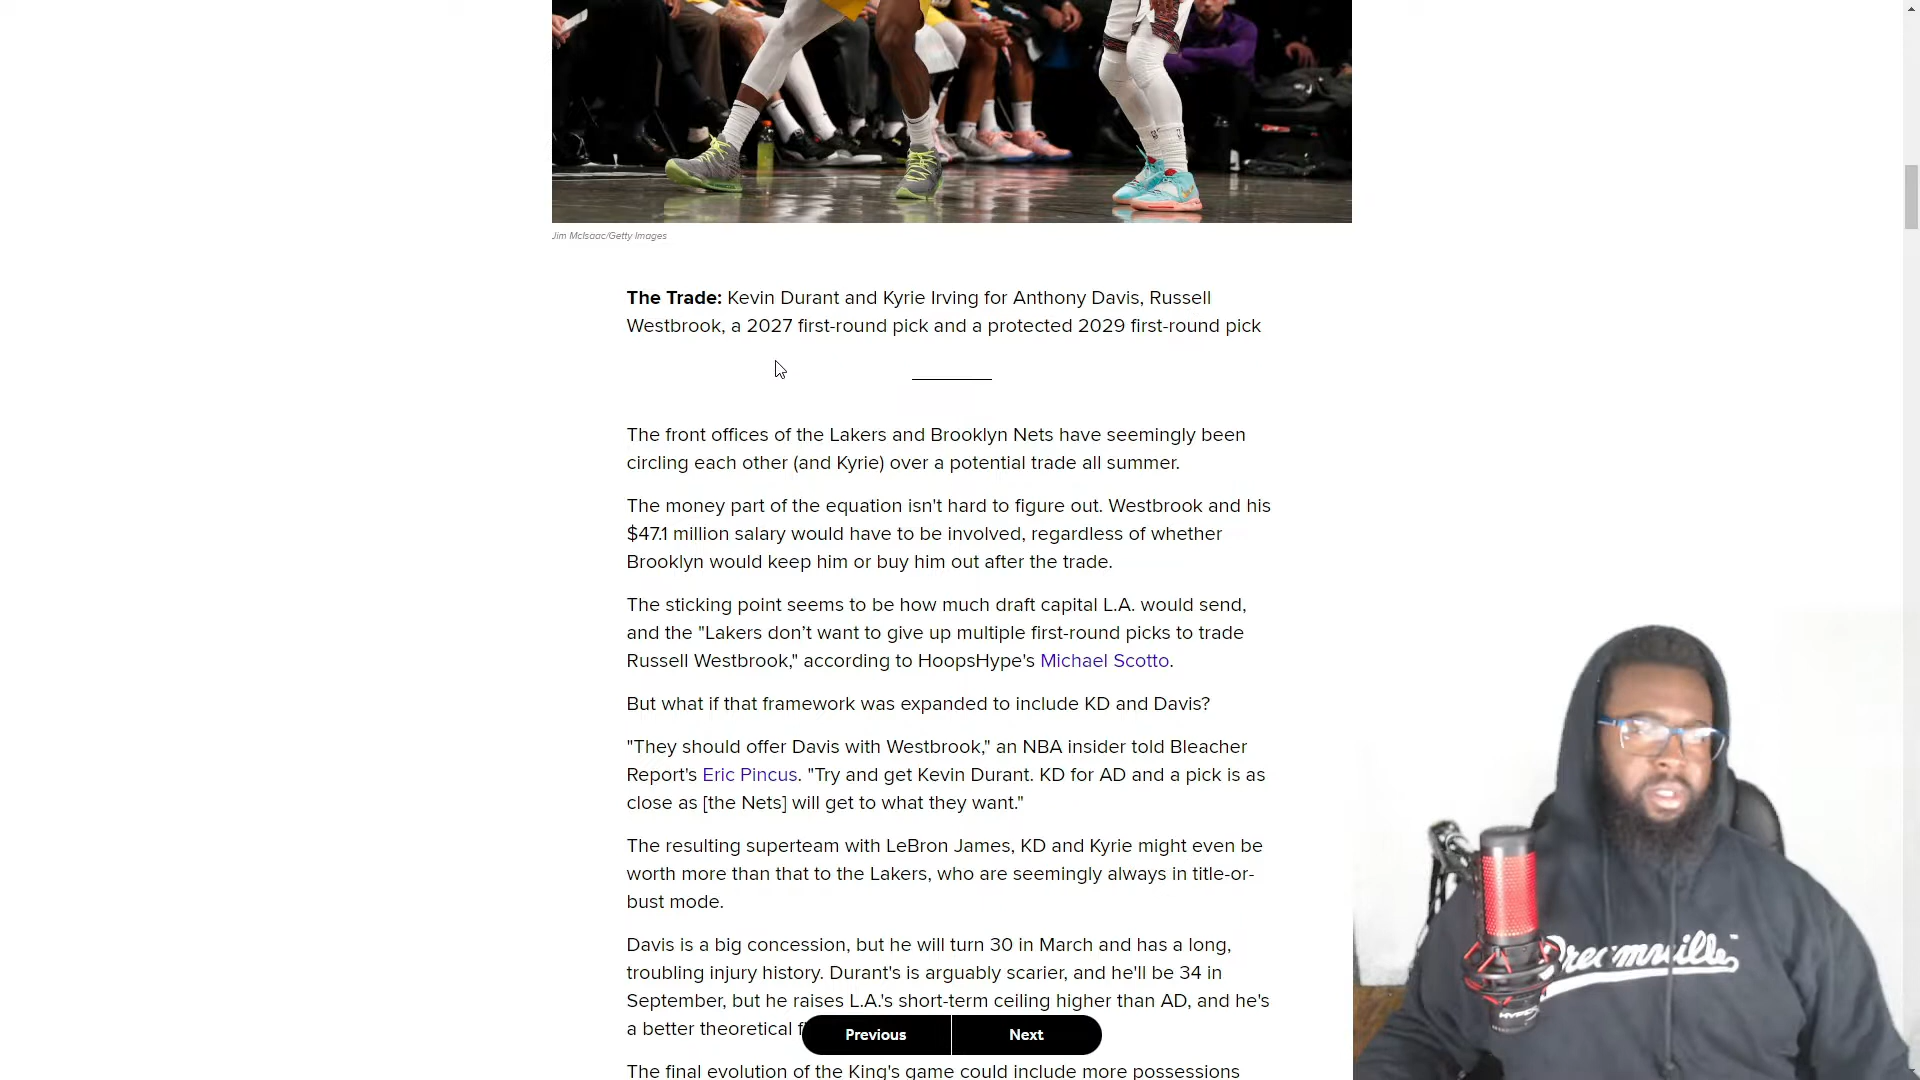 Jim McIsaac/Getty Images
The Trade: Kevin Durant and Kyrie Irving for Anthony Davis, Russell
Westbrook, a 2027 first-round pick and a protected 2029 first-round pick
The front offices of the Lakers and Brooklyn Nets have seemingly been
circling each other (and Kyrie) over a potential trade all summer.
The money part of the equation isn't hard to figure out. Westbrook and his
$47.1 million salary would have to be involved, regardless of whether
Brooklyn would keep him or buy him out after the trade.
The sticking point seems to be how much draft capital L.A. would send,
and the "Lakers don’t want to give up multiple first-round picks to trade
Russell Westbrook," according to HoopsHype's Michael Scotto.
But what if that framework was expanded to include KD and Davis?
"They should offer Davis with Westbrook," an NBA insider told Bleacher
Report's Eric Pincus. "Try and get Kevin Durant. KD for AD and a pick is as
close as [the Nets] will get to what they want."
The resulting superteam with LeBron James, KD and Kyrie might even be
worth more than that to the Lakers, who are seemingly always in title-or-
bust mode.
Davis is a big concession, but he will turn 30 in March and has a long,
troubling injury history. Durant's is arguably scarier, and he'll be 34 in
September, but he raises L.A.'s short-term ceiling higher than AD, and he's
a better theoretical
Previous Next
The final evolution of the King's game could include more possessions
Dreamville
HYPERX